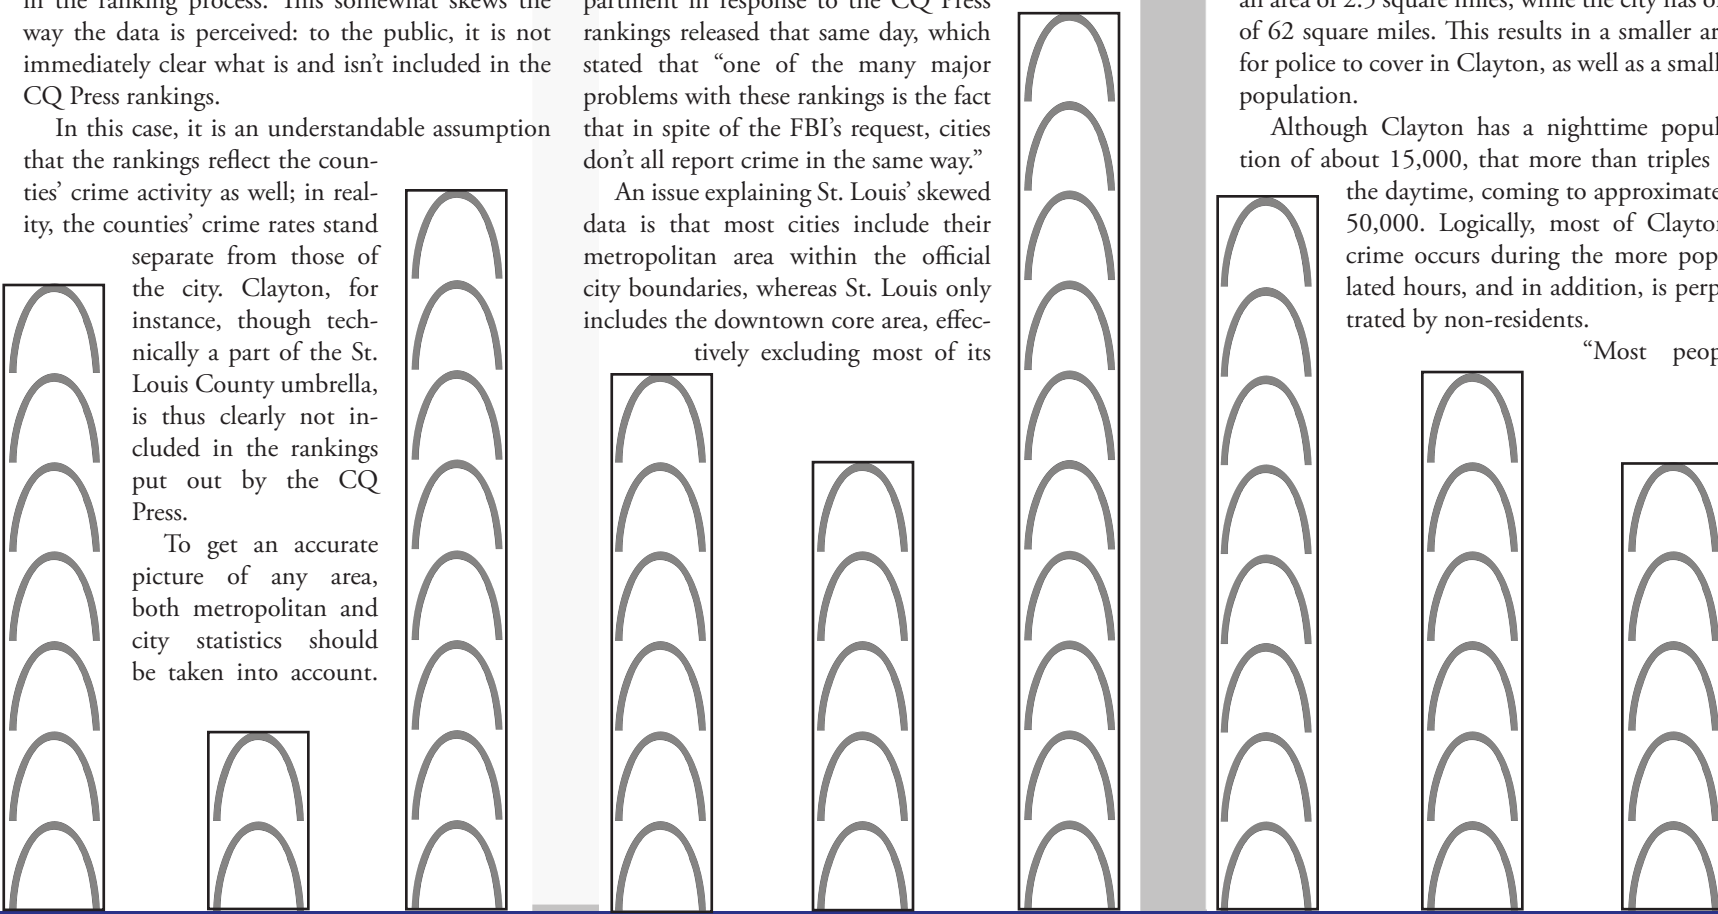 in the ranking process. This somewhat skews the
way the data is perceived: to the public, it is not
immediately clear what is and isn’t included in the
CQ Press rankings.
In this case, it is an understandable assumption
that the rankings reflect the coun-
ties’ crime activity as well; in real-
ity, the counties’ crime rates stand
separate from those of
the city. Clayton, for
instance, though tech-
nically a part of the St.
Louis County umbrella,
is thus clearly not in-
cluded in the rankings
put out by the CQ
Press.
To get an accurate
picture of any area,
both metropolitan and
city statistics should
be taken into account.
partment in response to the CQ Press
rankings released that same day, which
stated that “one of the many major
problems with these rankings is the fact
that in spite of the FBI’s request, cities
don’t all report crime in the same way.”
An issue explaining St. Louis’ skewed
data is that most cities include their
metropolitan area within the official
city boundaries, whereas St. Louis only
includes the downtown core area, effec-
tively excluding most of its
an area of 2.5 square miles, while the city has
of 62 square miles. This results in a smaller
for police to cover in Clayton, as well as a
population.
Although Clayton has a nighttime
tion of about 15,000, that more than triples
the daytime, coming to
50,000. Logically, most of
crime occurs during the more
lated hours, and in addition, is
trated by non-residents.
“Most